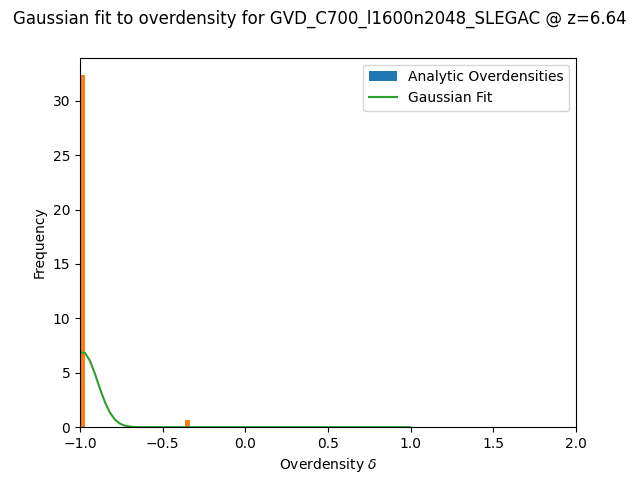 Gaussian fit to overdensity for GVD_C700_l1600n2048_SLEGAC @ z=6.64
Analytic Overdensities
Gaussian Fit
30
25
20
15
10
5
0
Frequency
−1.0 −0.5 0.0 0.5 1.0 1.5 2.0
Overdensity δ